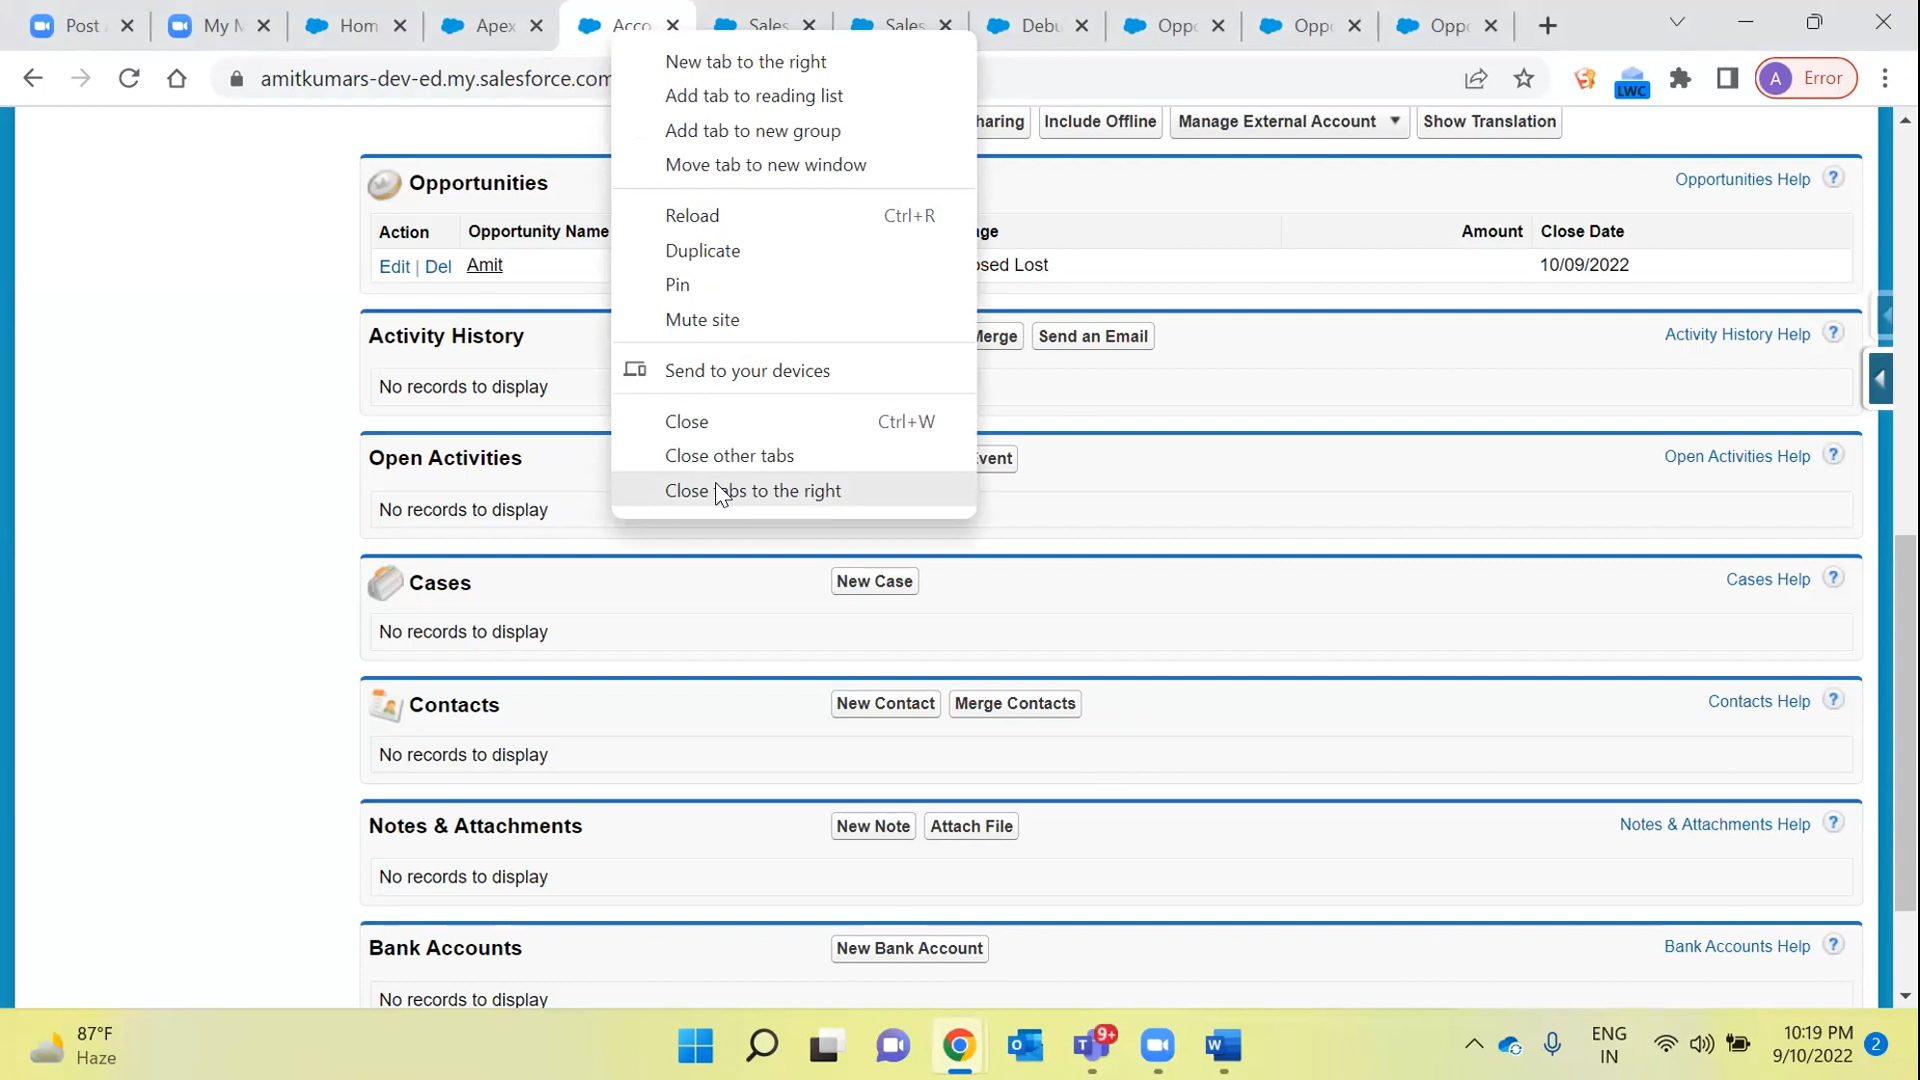 Post
My M
Hom
Apex
Acco
Sales
Sales
Debu
Oppo
Oppo
Oppo
amitkumars-dev-ed.my.salesforce.com
LWC
A Error
New tab to the right
Add tab to reading list
Add tab to new group
Move tab to new window
Reload Ctrl+R
Duplicate
Pin
Mute site
Send to your devices
Close Ctrl+W
Close other tabs
Close tabs to the right
haring Include Offline Manage External Account Show Translation
Opportunities Opportunities Help ?
Action Opportunity Name ge Amount Close Date
Edit | Del Amit osed Lost 10/09/2022
Activity History Merge Send an Email Activity History Help ?
No records to display
Open Activities vent Open Activities Help ?
No records to display
Cases New Case Cases Help ?
No records to display
Contacts New Contact Merge Contacts Contacts Help ?
No records to display
Notes & Attachments New Note Attach File Notes & Attachments Help ?
No records to display
Bank Accounts New Bank Account Bank Accounts Help ?
No records to display
87°F
Haze
9+
ENG
IN
10:19 PM
9/10/2022
2